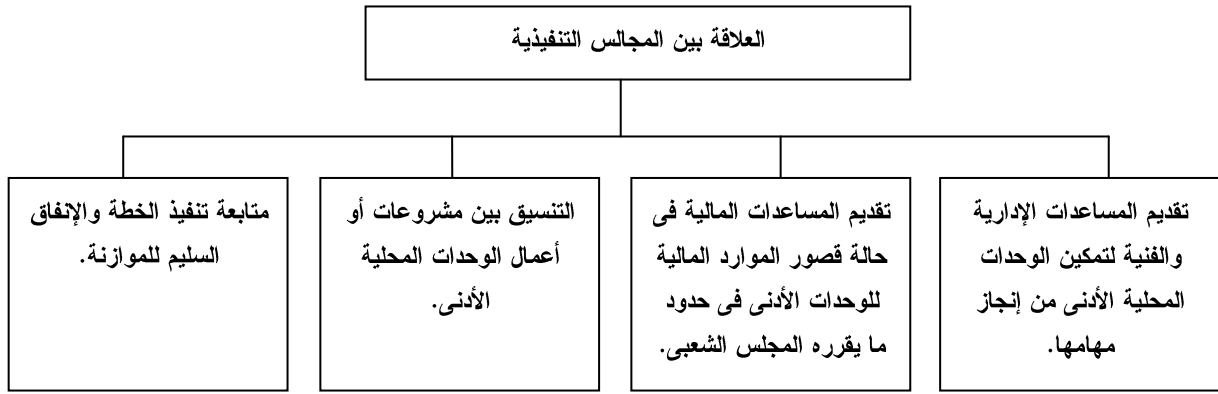 العلاقة بين المجالس التنفيذية
تقديم المساعدات الإدارية
والفنية لتمكين الوحدات
المحلية الأدنى من إنجاز
مهامها.
تقديم المساعدات المالية فى
حالة قصور الموارد المالية
للوحدات الأدنى فى حدود
ما يقرره المجلس الشعبى.
التنسيق بين مشروعات أو
أعمال الوحدات المحلية
الأدنى.
متابعة تنفيذ الخطة والإنفاق
السليم للموازنة.